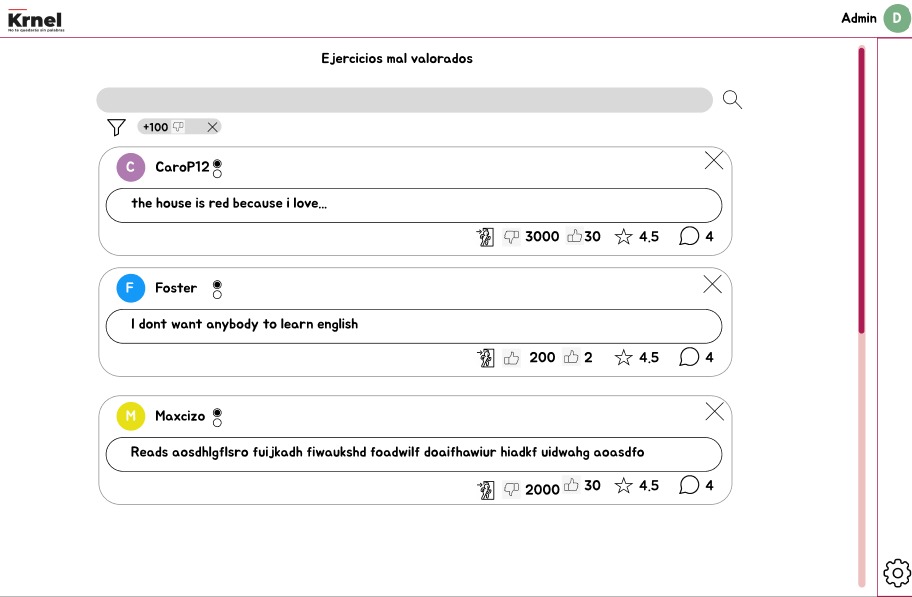 Krnel
No te quedarás sin palabras
Admin D
Ejercicios mal valorados
+100
C CaroP12
the house is red because i love...
3000 30 4.5 4
F Foster
I dont want anybody to learn english
200 2 4.5 4
M Maxcizo
Reads aosdhlgflsro fuijkadh fiwaukshd foadwilf doaifhawiur hiadkf uidwahg aoasdfo
2000 30 4.5 4